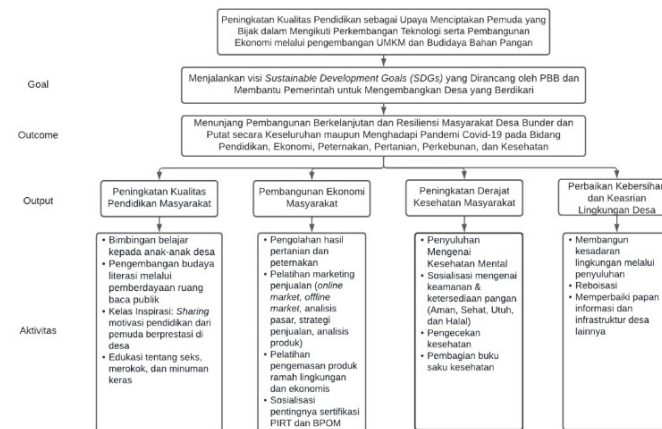 Peningkatan Kualitas Pendidikan sebagai Upaya Menciptakan Pemuda yang
Bijak dalam Mengikuti Perkembangan Teknologi serta Pembangunan
Ekonomi melalui pengembangan UMKM dan Budidaya Bahan Pangan
Goal
Menjalankan visi Sustainable Development Goals (SDGs) yang Dirancang oleh PBB dan
Membantu Pemerintah untuk Mengembangkan Desa yang Berdikari
Outcome
Menunjang Pembangunan Berkelanjutan dan Resiliensi Masyarakat Desa Bunder dan
Putat secara Keseluruhan maupun Menghadapi Pandemi Covid-19 pada Bidang
Pendidikan, Ekonomi, Peternakan, Pertanian, Perkebunan, dan Kesehatan
Output
Peningkatan Kualitas
Pendidikan Masyarakat
Pembangunan Ekonomi
Masyarakat
Peningkatan Derajat
Kesehatan Masyarakat
Perbaikan Kebersihan
dan Keasrian
Lingkungan Desa
Aktivitas
• Bimbingan belajar
kepada anak-anak desa
• Pengembangan budaya
literasi melalui
pemberdayaan ruang
baca publik
• Kelas Inspirasi: Sharing
motivasi pendidikan dari
pemuda berprestasi di
desa
• Edukasi tentang seks,
merokok, dan minuman
keras
• Pengolahan hasil
pertanian dan
peternakan
• Pelatihan marketing
penjualan (online
market, offline
market, analisis
pasar, strategi
penjualan, analisis
produk)
• Pelatihan
pengemasan produk
ramah lingkungan
dan ekonomis
• Sosialisasi
pentingnya sertifikasi
PIRT dan BPOM
• Penyuluhan
Mengenai
Kesehatan Mental
• Sosialisasi mengenai
keamanan &
ketersediaan pangan
(Aman, Sehat, Utuh,
dan Halal)
• Pengecekan
kesehatan
• Pembagian buku
saku kesehatan
• Membangun
kesadaran
lingkungan melalui
penyuluhan
• Reboisasi
• Memperbaiki papan
informasi dan
infrastruktur desa
lainnya